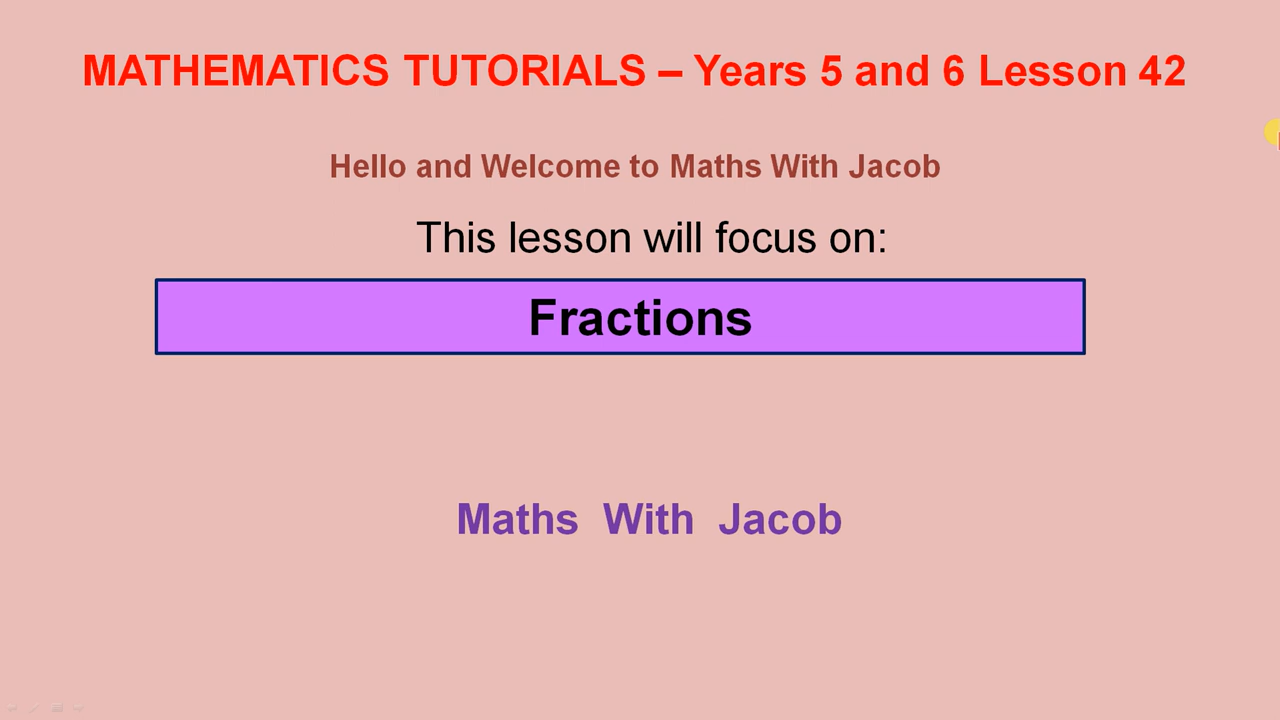 MATHEMATICS TUTORIALS – Years 5 and 6 Lesson 42
Hello and Welcome to Maths With Jacob
This lesson will focus on:
Fractions
Maths With Jacob